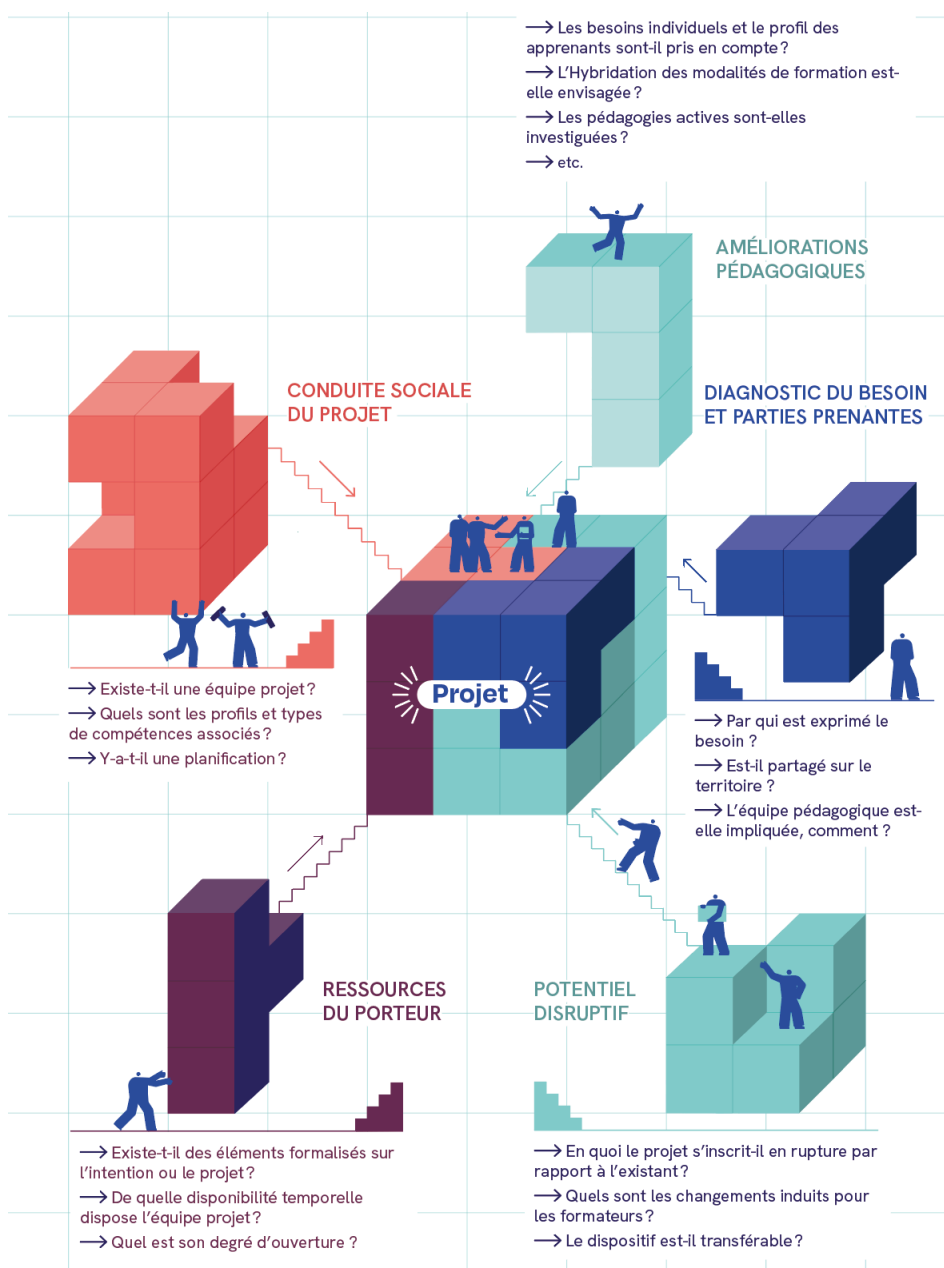 → Les besoins individuels et le profil des
apprenants sont-il pris en compte ?
→ L’Hybridation des modalités de formation est-
elle envisagée ?
→ Les pédagogies actives sont-elles
investiguées ?
→ etc.
AMÉLIORATIONS
PÉDAGOGIQUES
CONDUITE SOCIALE
DU PROJET
DIAGNOSTIC DU BESOIN
ET PARTIES PRENANTES
Projet
→ Existe-t-il une équipe projet ?
→ Quels sont les profils et types
de compétences associés ?
→ Y-a-t-il une planification ?
→ Par qui est exprimé le
besoin ?
→ Est-il partagé sur le
territoire ?
→ L’équipe pédagogique est-
elle impliquée, comment ?
RESSOURCES
DU PORTEUR
POTENTIEL
DISRUPTIF
→ Existe-t-il des éléments formalisés sur
l’intention ou le projet ?
→ De quelle disponibilité temporelle
dispose l’équipe projet ?
→ Quel est son degré d’ouverture ?
→ En quoi le projet s’inscrit-il en rupture par
rapport à l’existant ?
→ Quels sont les changements induits pour
les formateurs ?
→ Le dispositif est-il transférable ?